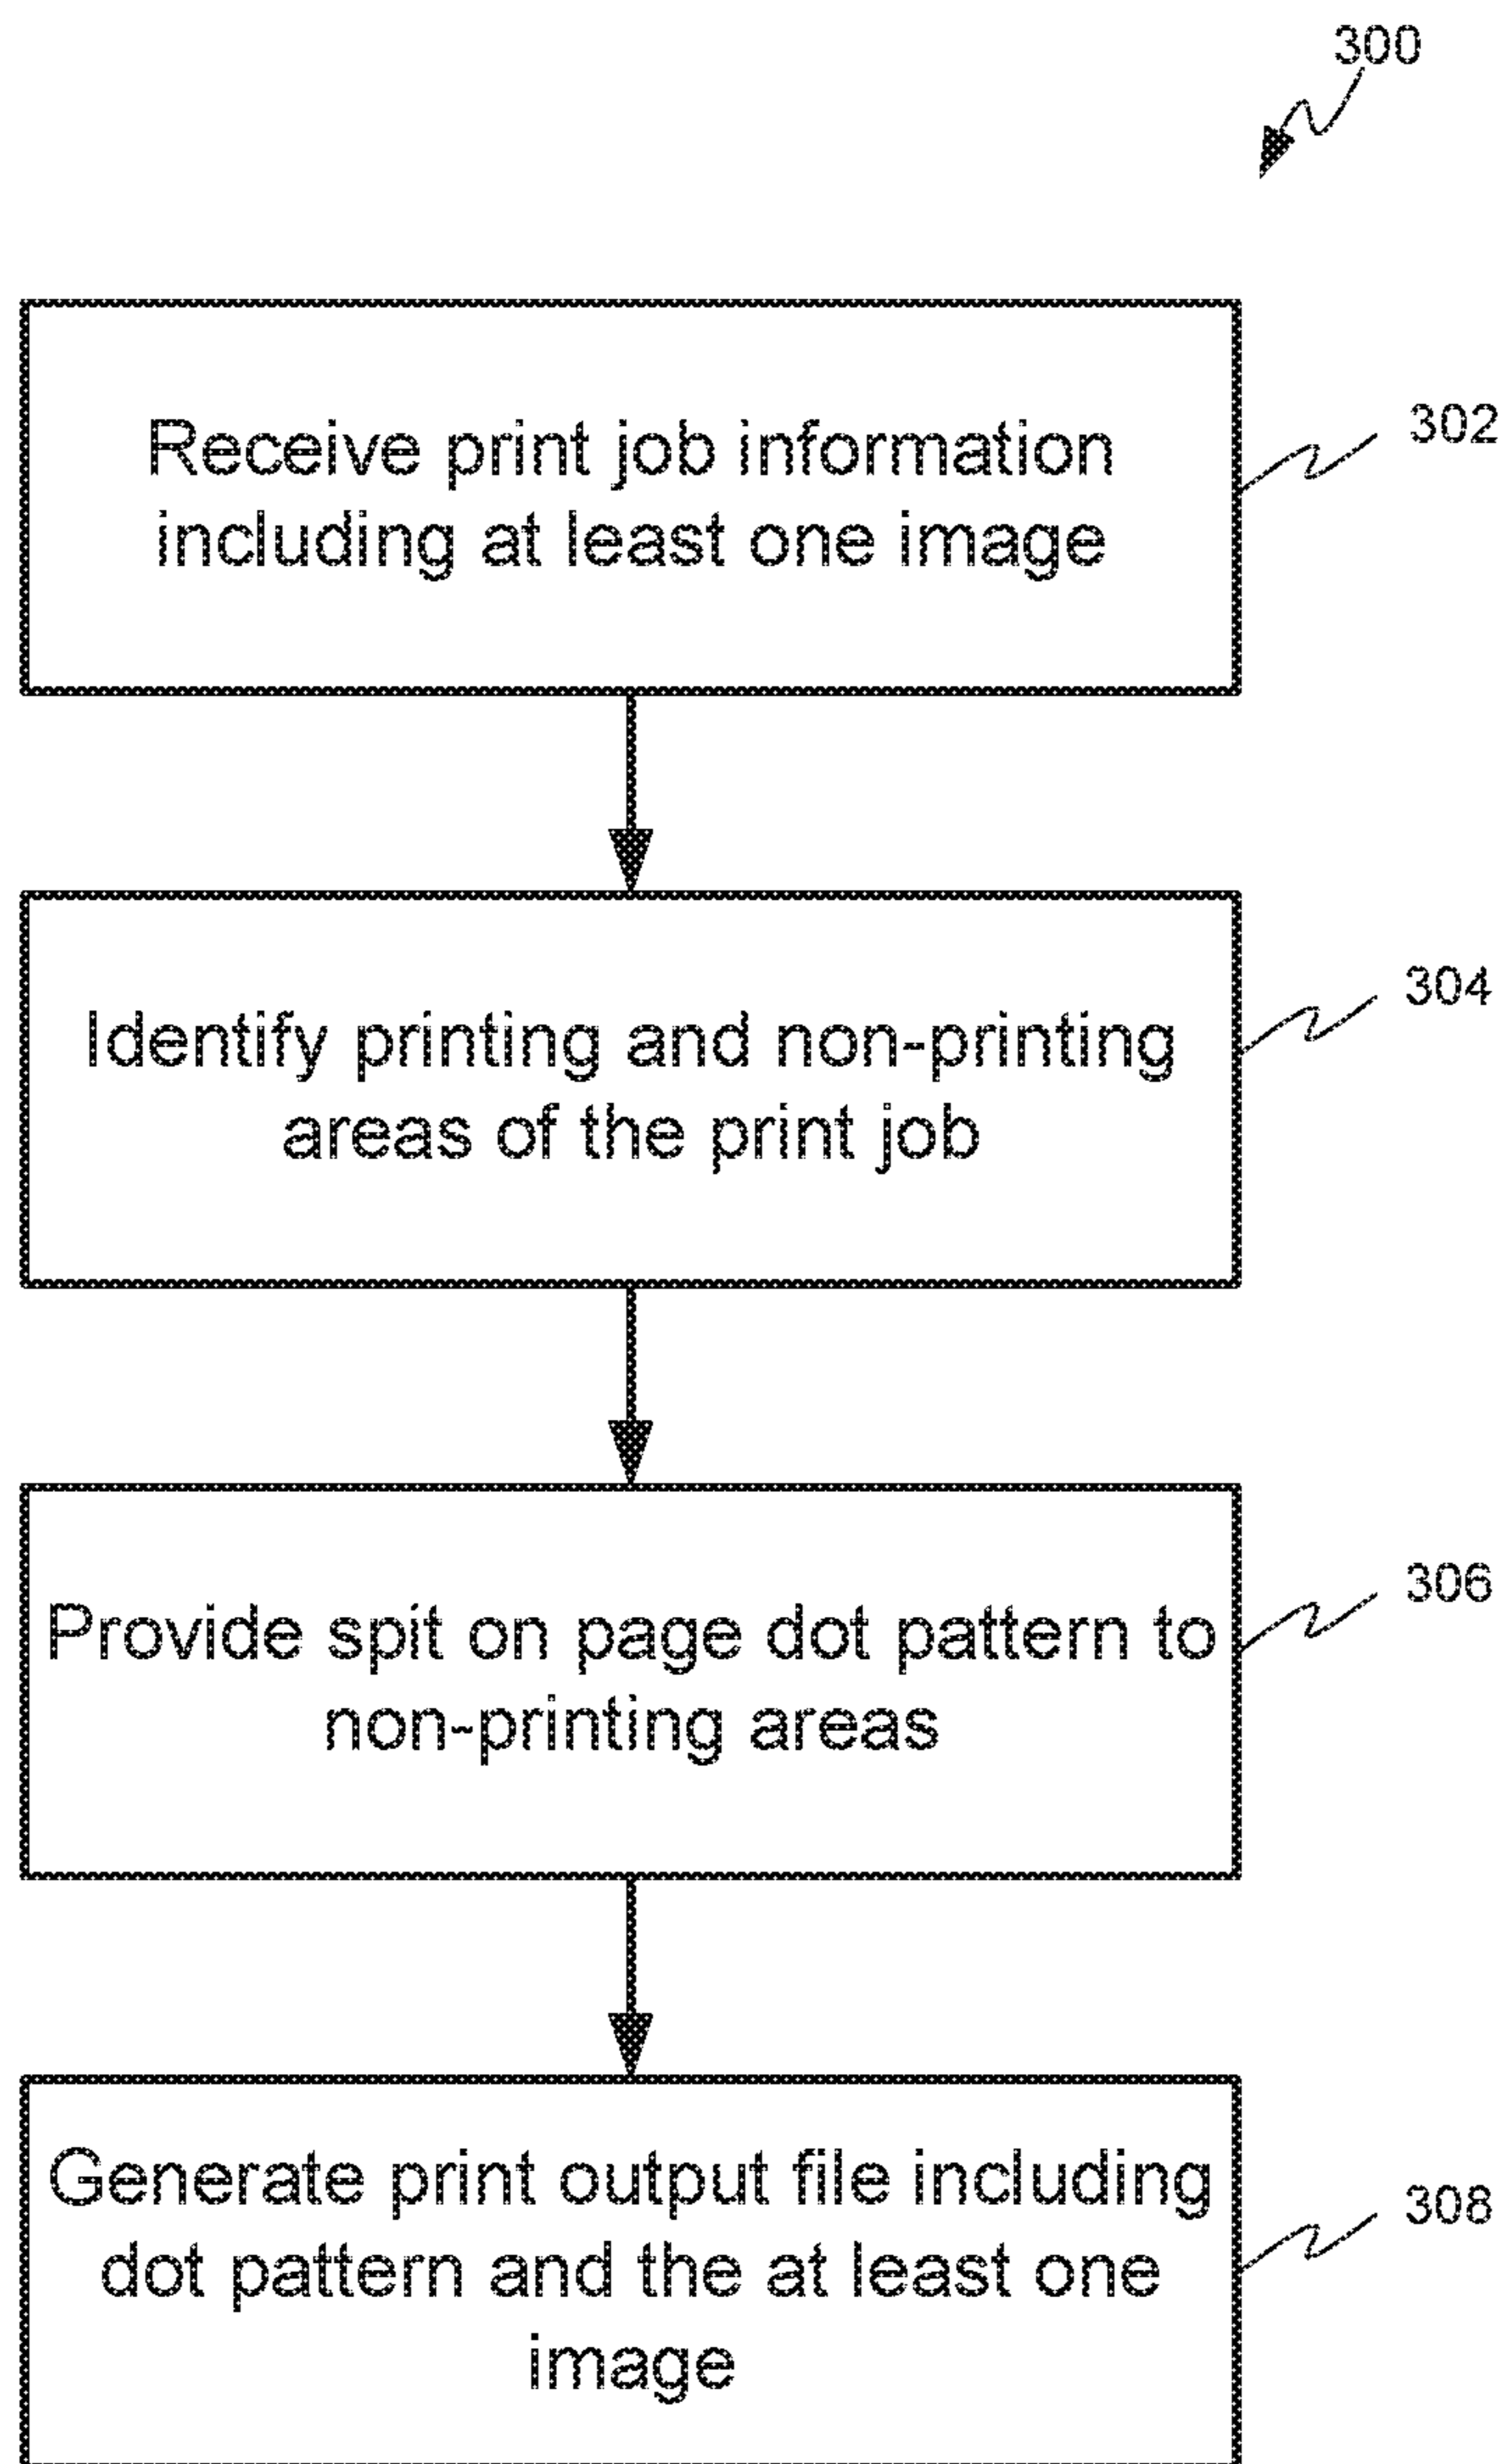 300
Receive print job information
including at least one image
302
Identify printing and non-printing
areas of the print job
304
Provide spit on page dot pattern to
non-printing areas
306
Generate print output file including
dot pattern and the at least one
image
308